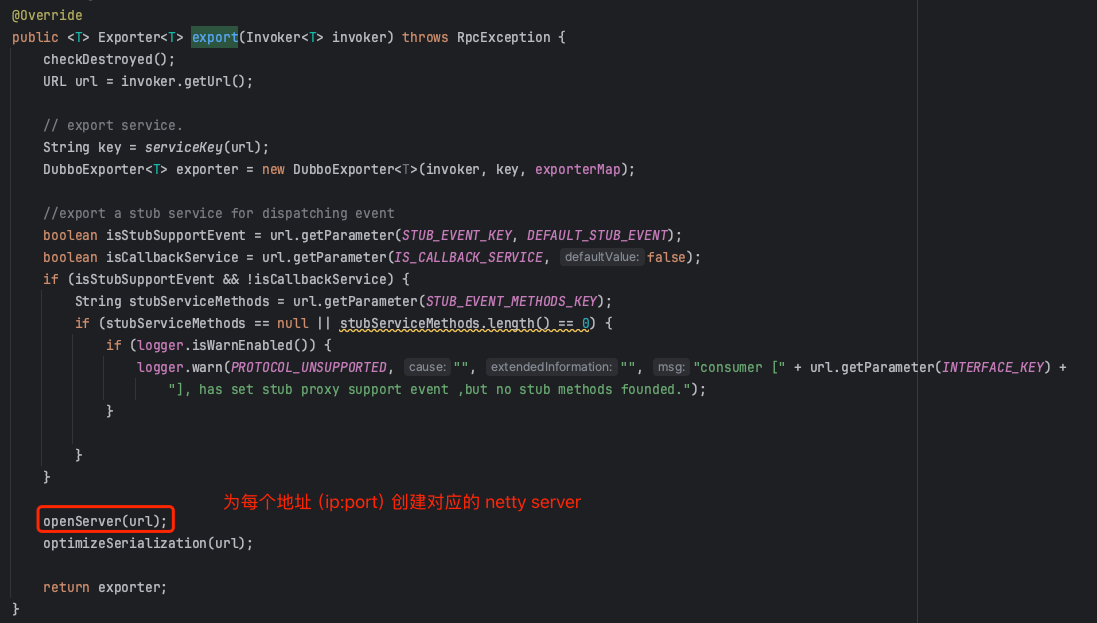 @Override
public <T> Exporter<T> export(Invoker<T> invoker) throws RpcException {
checkDestroyed();
URL url = invoker.getUrl();
// export service.
String key = serviceKey(url);
DubboExporter<T> exporter = new DubboExporter<T>(invoker, key, exporterMap);
//export a stub service for dispatching event
boolean isStubSupportEvent = url.getParameter(STUB_EVENT_KEY, DEFAULT_STUB_EVENT);
boolean isCallbackService = url.getParameter(IS_CALLBACK_SERVICE, defaultValue: false);
if (isStubSupportEvent && !isCallbackService) {
String stubServiceMethods = url.getParameter(STUB_EVENT_METHODS_KEY);
if (stubServiceMethods == null || stubServiceMethods.length() == 0) {
if (logger.isWarnEnabled()) {
logger.warn(PROTOCOL_UNSUPPORTED, cause: "", extendedInformation: "", msg: "consumer [" + url.getParameter(INTERFACE_KEY) +
"], has set stub proxy support event ,but no stub methods founded.");
}
}
}
为每个地址 (ip:port) 创建对应的 netty server
openServer(url);
optimizeSerialization(url);
return exporter;
}